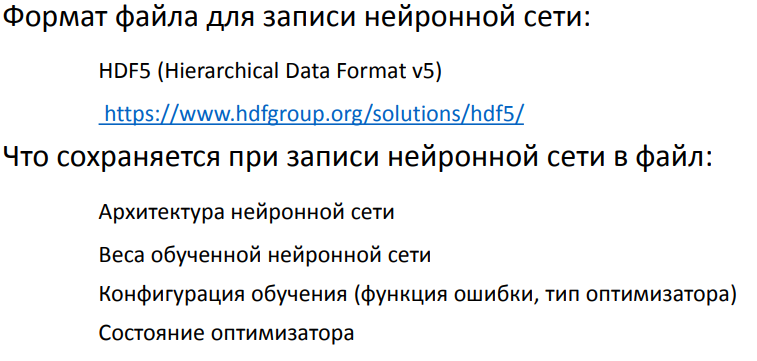 Формат файла для записи нейронной сети:
HDF5 (Hierarchical Data Format v5)
https://www.hdfgroup.org/solutions/hdf5/
Что сохраняется при записи нейронной сети в файл:
Архитектура нейронной сети
Веса обученной нейронной сети
Конфигурация обучения (функция ошибки, тип оптимизатора)
Состояние оптимизатора